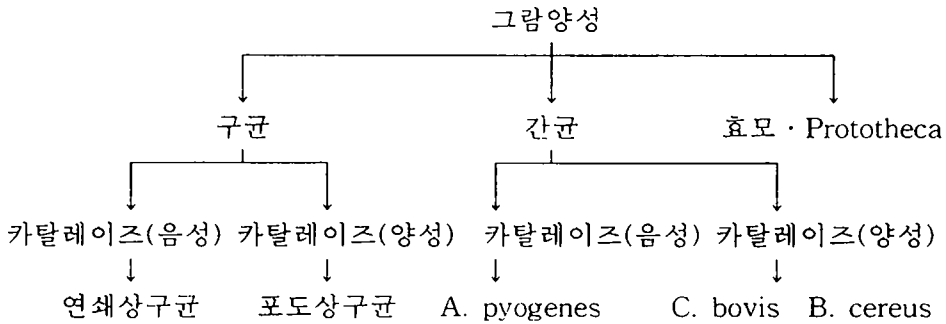 그람양성
구균 간균 효모 · Prototheca
카탈레이즈(음성) 카탈레이즈(양성) 카탈레이즈(음성) 카탈레이즈(양성)
연쇄상구균 포도상구균 A. pyogenes C. bovis B. cereus